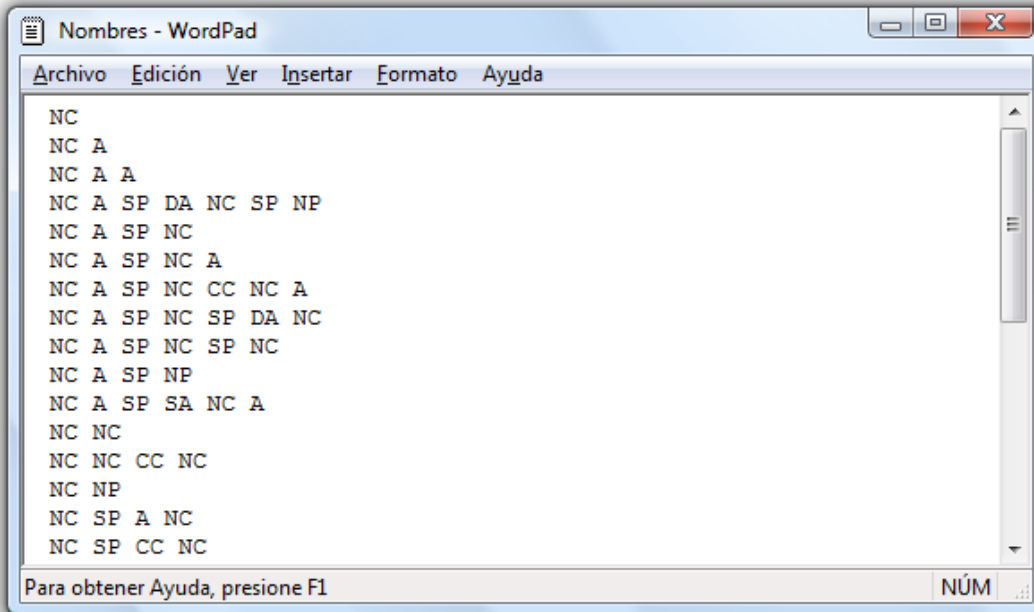 Nombres - WordPad
Archivo Edición Ver Insertar Formato Ayuda
NC
NC A
NC A A
NC A SP DA NC SP NP
NC A SP NC
NC A SP NC A
NC A SP NC CC NC A
NC A SP NC SP DA NC
NC A SP NC SP NC
NC A SP NP
NC A SP SA NC A
NC NC
NC NC CC NC
NC NP
NC SP A NC
NC SP CC NC
Para obtener Ayuda, presione F1 NÚM